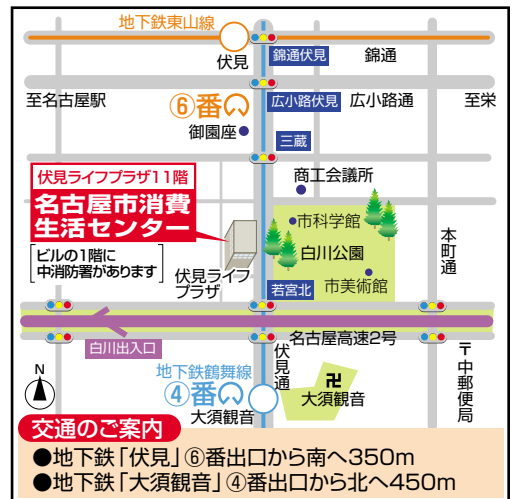 地下鉄東山線
伏見
錦通伏見
錦通
至名古屋駅
⑥番
広小路伏見
広小路通
至栄
御園座
三蔵
伏見ライフプラザ11階
名古屋市消費
生活センター
ビルの1階に
中消防署があります
商工会議所
市科学館
白川公園
市美術館
本町通
伏見ライフ
プラザ
若宮北
名古屋高速2号
白川出入口
地下鉄鶴舞線
④番
大須観音
伏見通
卍
大須観音
〒中郵便局
N
交通のご案内
●地下鉄「伏見」⑥番出口から南へ350m
●地下鉄「大須観音」④番出口から北へ450m